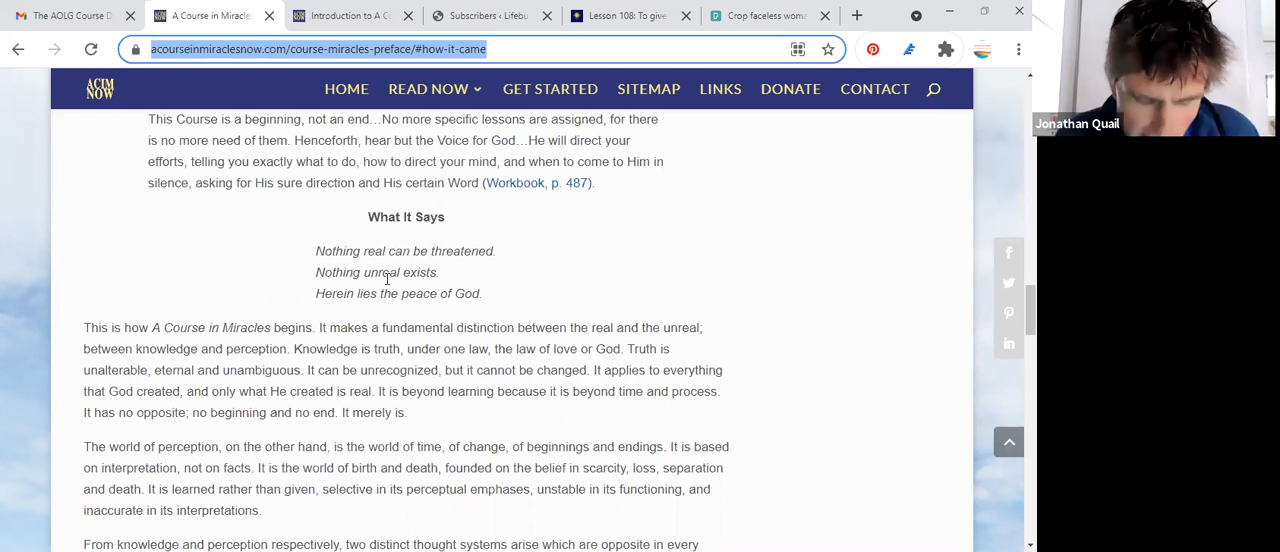 The AOLG Course D
A Course in Miracle
Introduction to A C
Subscribers ‹ Lifebu
Lesson 108: To give
Crop faceless wom
acourseinmiraclesnow.com/course-miracles-preface/#how-it-came
ACIM NOW
HOME READ NOW GET STARTED SITEMAP LINKS DONATE CONTACT
Jonathan Quail
This Course is a beginning, not an end…No more specific lessons are assigned, for there
is no more need of them. Henceforth, hear but the Voice for God…He will direct your
efforts, telling you exactly what to do, how to direct your mind, and when to come to Him in
silence, asking for His sure direction and His certain Word (Workbook, p. 487).
What It Says
Nothing real can be threatened.
Nothing unreal exists.
Herein lies the peace of God.
This is how A Course in Miracles begins. It makes a fundamental distinction between the real and the unreal;
between knowledge and perception. Knowledge is truth, under one law, the law of love or God. Truth is
unalterable, eternal and unambiguous. It can be unrecognized, but it cannot be changed. It applies to everything
that God created, and only what He created is real. It is beyond learning because it is beyond time and process.
It has no opposite; no beginning and no end. It merely is.
The world of perception, on the other hand, is the world of time, of change, of beginnings and endings. It is based
on interpretation, not on facts. It is the world of birth and death, founded on the belief in scarcity, loss, separation
and death. It is learned rather than given, selective in its perceptual emphases, unstable in its functioning, and
inaccurate in its interpretations.
From knowledge and perception respectively, two distinct thought systems arise which are opposite in every